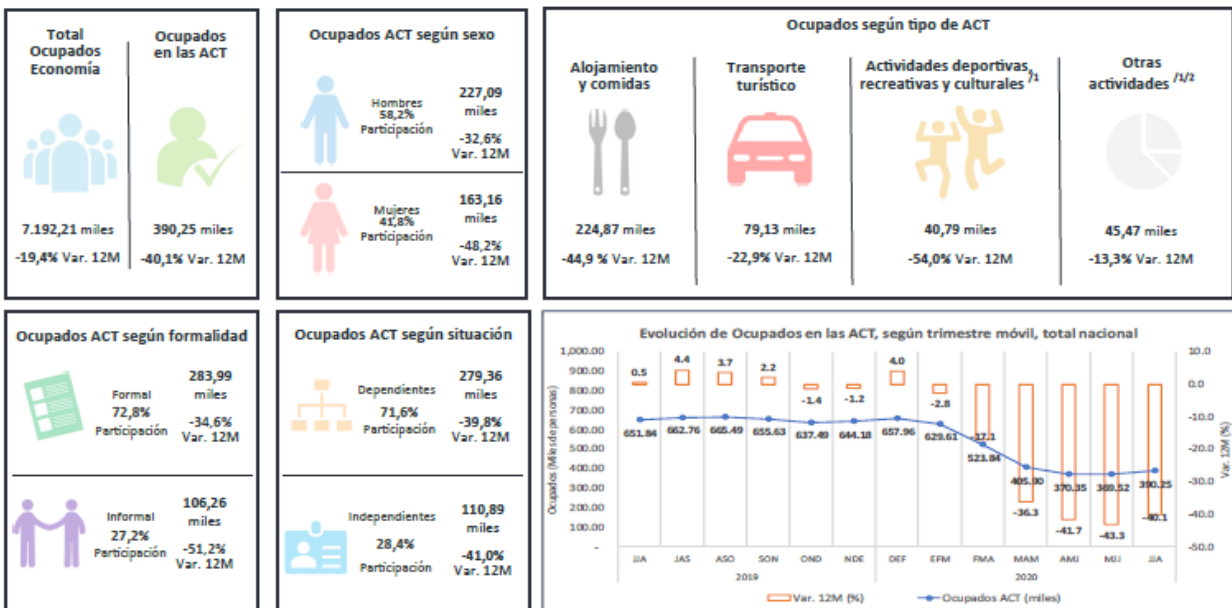 Total
Ocupados
Economía
7.192,21 miles
-19,4% Var. 12M
Ocupados
en las ACT
390,25 miles
-40,1% Var. 12M
Ocupados ACT según sexo
Hombres
58,2%
Participación
227,09
miles
-32,6%
Var. 12M
Mujeres
41,8%
Participación
163,16
miles
-48,2%
Var. 12M
Ocupados según tipo de ACT
Alojamiento
y comidas
224,87 miles
-44,9 % Var. 12M
Transporte
turístico
79,13 miles
-22,9% Var. 12M
Actividades deportivas,
recreativas y culturales /1
40,79 miles
-54,0% Var. 12M
Otras
actividades /1/2
45,47 miles
-13,3% Var. 12M
Ocupados ACT según formalidad
Formal
72,8%
Participación
283,99
miles
-34,6%
Var. 12M
Informal
27,2%
Participación
106,26
miles
-51,2%
Var. 12M
Ocupados ACT según situación
Dependientes
71,6%
Participación
279,36
miles
-39,8%
Var. 12M
Independientes
28,4%
Participación
110,89
miles
-41,0%
Var. 12M
Evolución de Ocupados en las ACT, según trimestre móvil, total nacional
Ocupados (Miles de personas)
1,000.00
900.00
800.00
700.00
600.00
500.00
400.00
300.00
200.00
100.00
-
0.5 4.4 3.7 2.2 -1.4 -1.2 4.0 -2.8 -17.1 -36.3 -41.7 -43.3 -40.1
651.84 662.76 665.49 655.63 637.49 644.18 657.96 629.61 523.84 405.90 370.35 369.52 390.25
10.0
0.0
-10.0
-20.0
-30.0
-40.0
-50.0
Var. 12M (%)
JJA JAS ASO SON OND NDE DEF EFM FMA MAM AMJ MJJ JJA
2019 2020
Var. 12M (%) Ocupados ACT (miles)